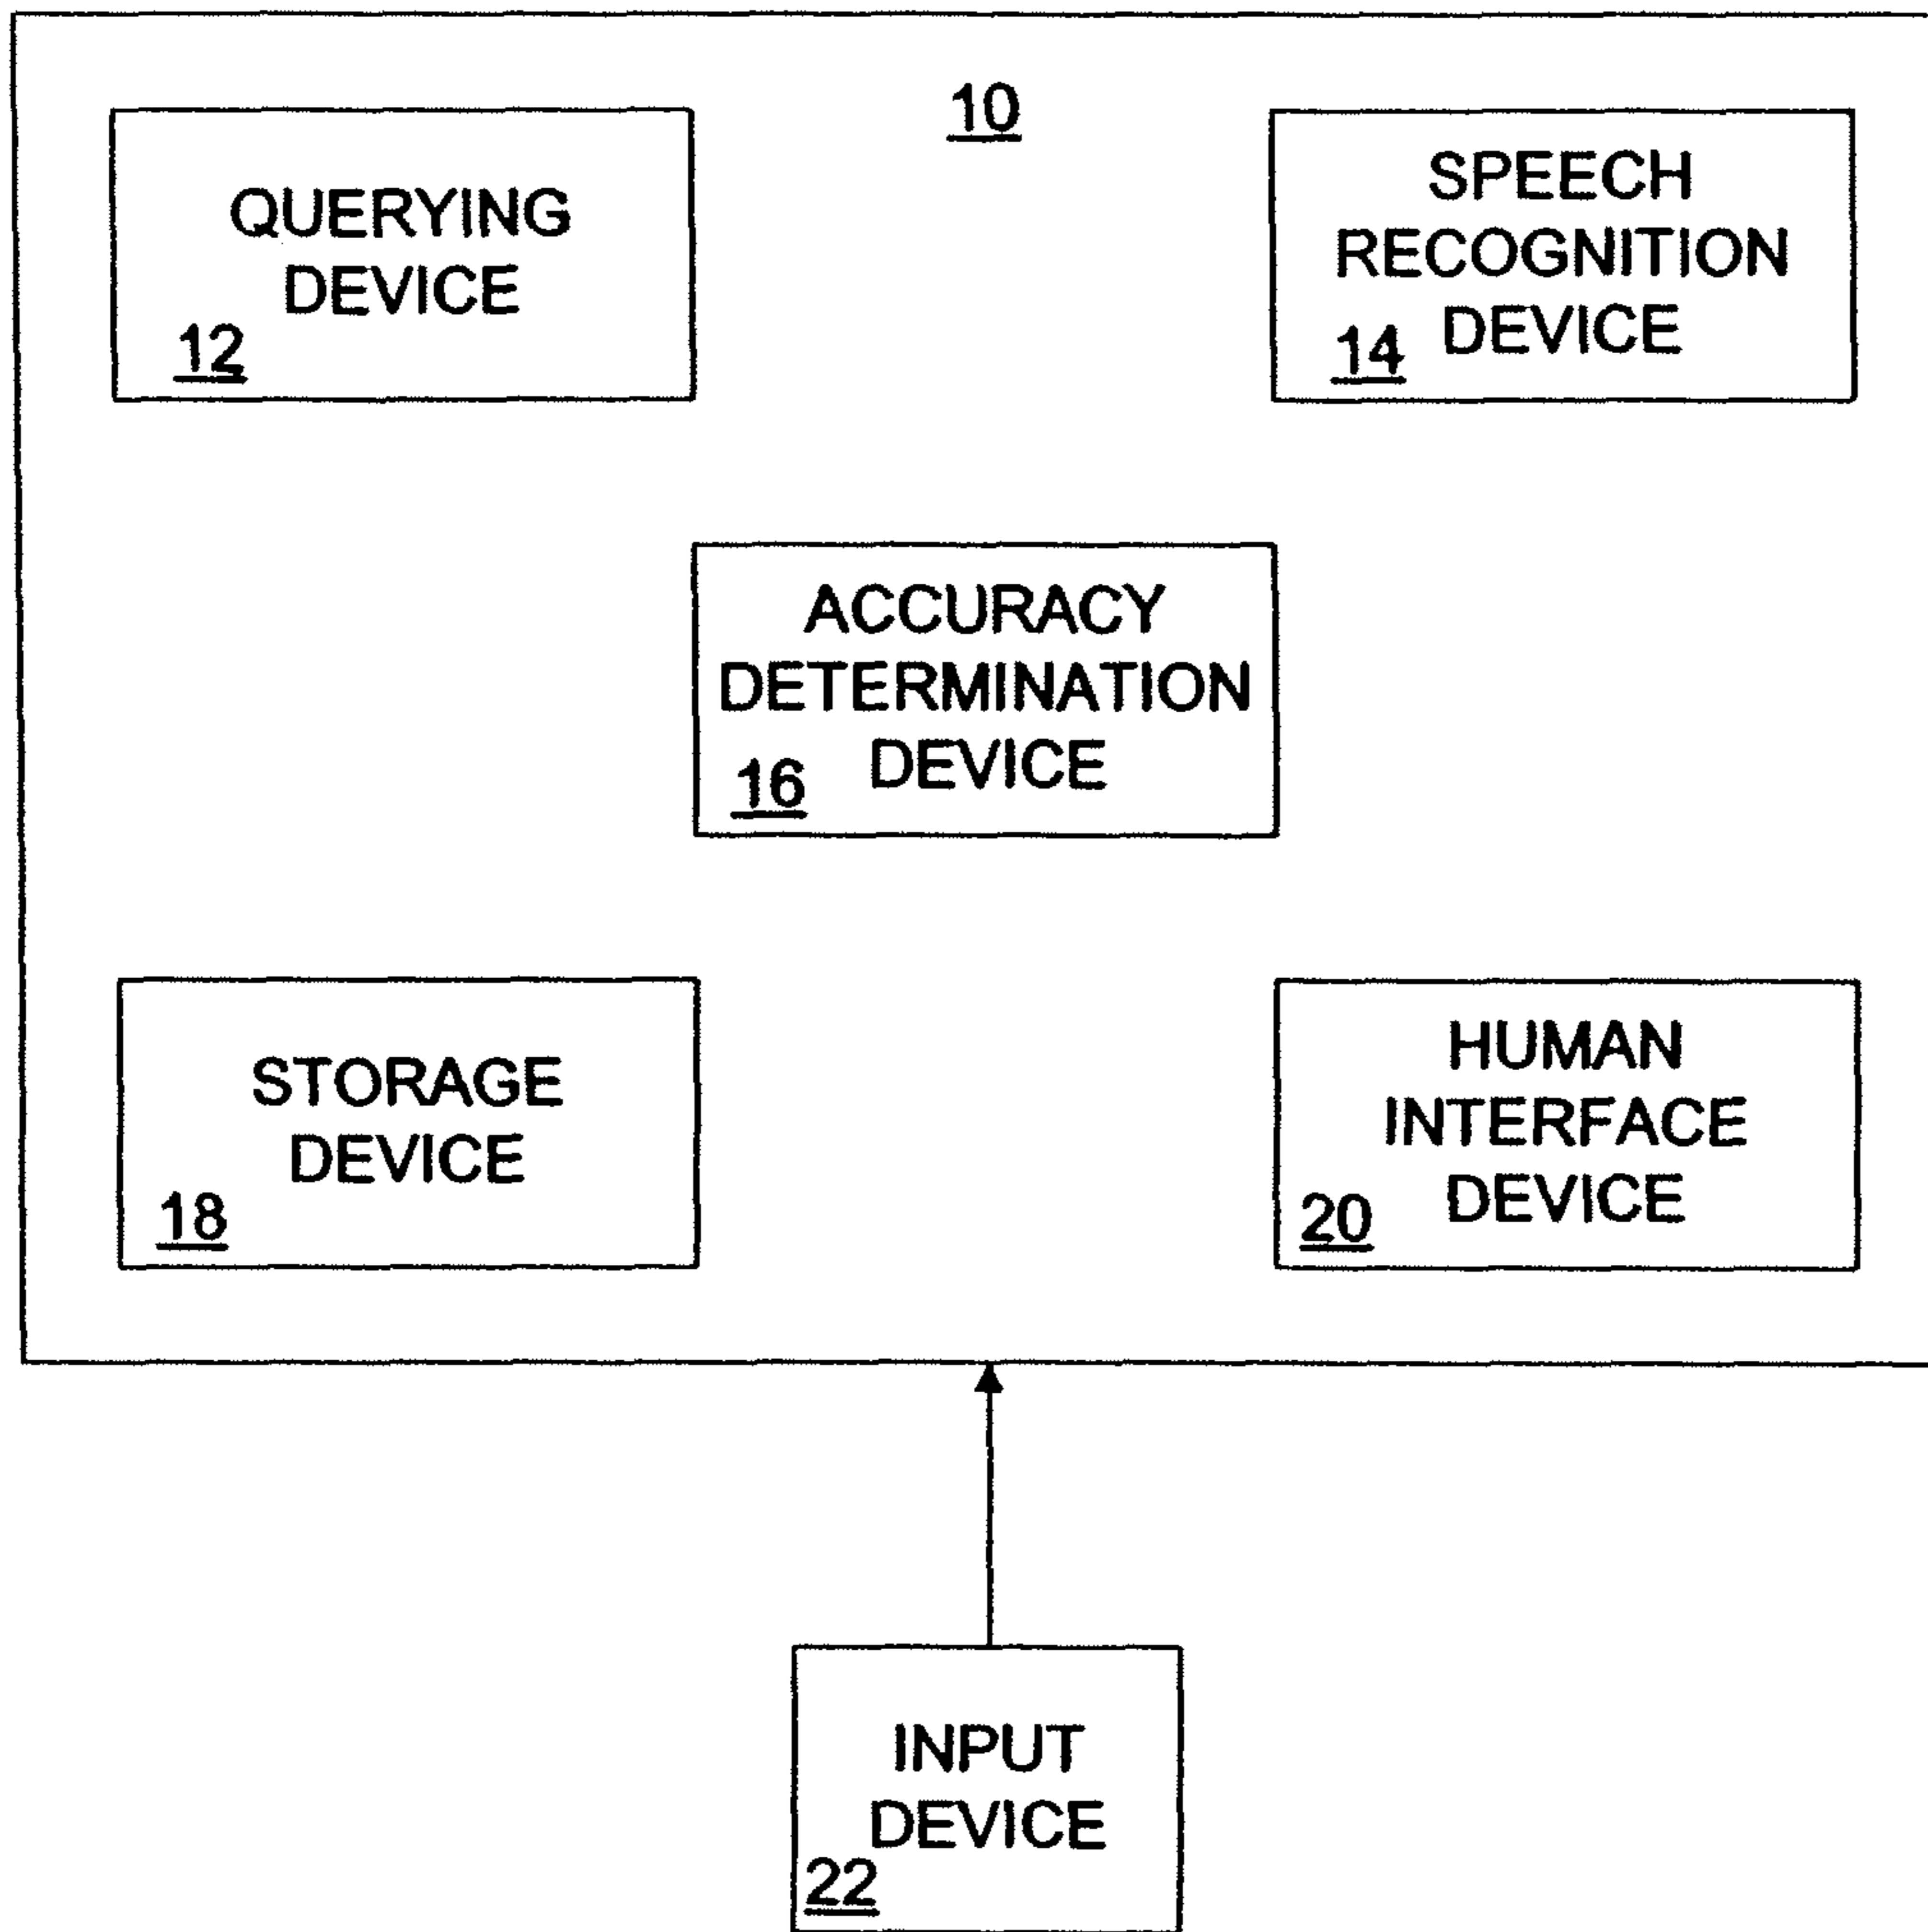 10
QUERYING
DEVICE
12
SPEECH
RECOGNITION
DEVICE
14
ACCURACY
DETERMINATION
DEVICE
16
STORAGE
DEVICE
18
HUMAN
INTERFACE
DEVICE
20
INPUT
DEVICE
22